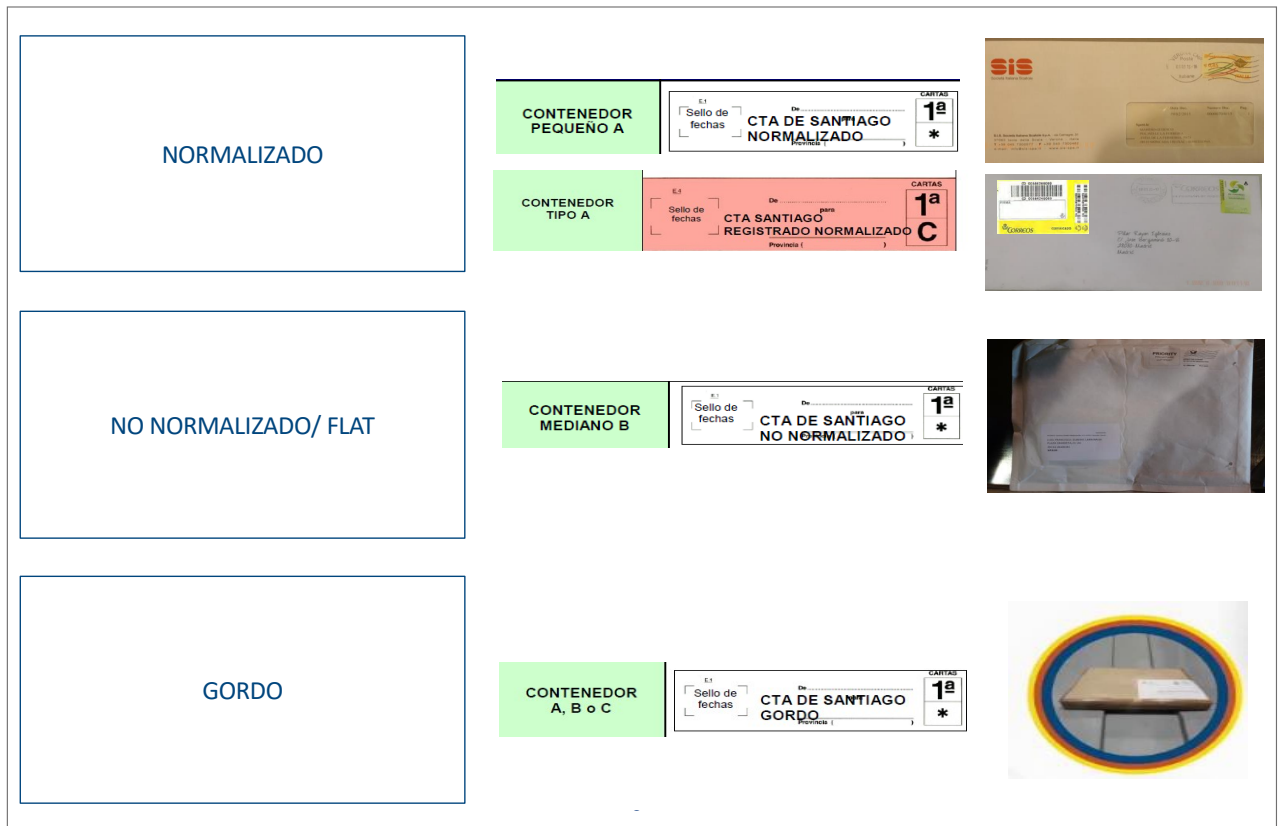 NORMALIZADO
CONTENEDOR
PEQUEÑO A
E.1
Sello de
fechas
De
para
CTA DE SANTIAGO
NORMALIZADO
Provincia ( )
CARTAS
1ª
*
SiS
CONTENEDOR
TIPO A
E.1
Sello de
fechas
De
para
CTA SANTIAGO
REGISTRADO NORMALIZADO
Provincia ( )
CARTAS
1ª
C
CORREOS
NO NORMALIZADO/ FLAT
CONTENEDOR
MEDIANO B
E.1
Sello de
fechas
De
para
CTA DE SANTIAGO
NO NORMALIZADO
CARTAS
1ª
*
PRIORITY
GORDO
CONTENEDOR
A, B o C
E.1
Sello de
fechas
De
para
CTA DE SANTIAGO
GORDO
Provincia ( )
CARTAS
1ª
*